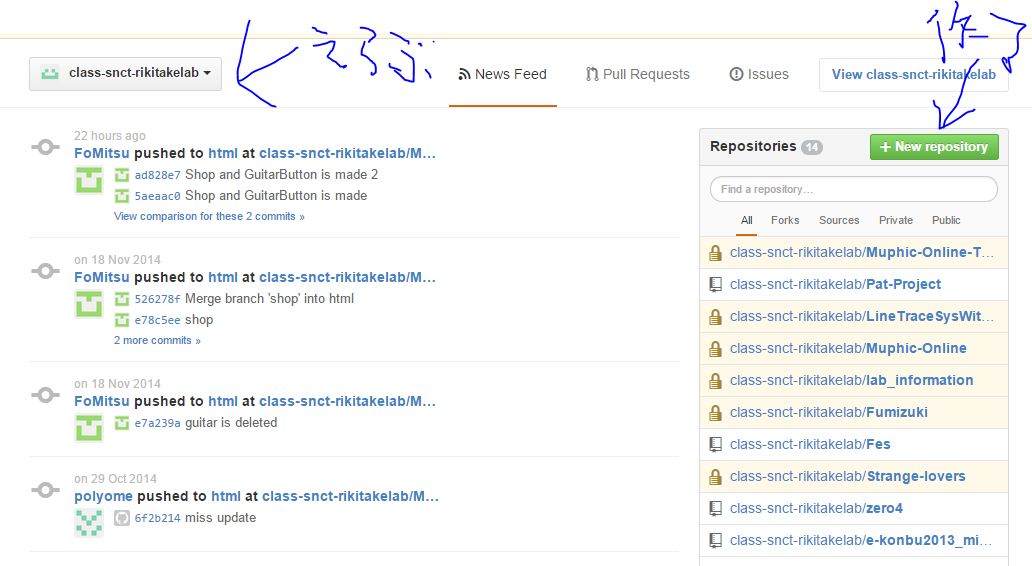 class-snct-rikitakelab
News Feed
Pull Requests
Issues
View class-snct-rikitakelab
22 hours ago
FoMitsu pushed to html at class-snct-rikitakelab/M…
ad828e7 Shop and GuitarButton is made 2
5aeaac0 Shop and GuitarButton is made
View comparison for these 2 commits »
on 18 Nov 2014
FoMitsu pushed to html at class-snct-rikitakelab/M…
526278f Merge branch 'shop' into html
e78c5ee shop
2 more commits »
on 18 Nov 2014
FoMitsu pushed to html at class-snct-rikitakelab/M…
e7a239a guitar is deleted
on 29 Oct 2014
polyome pushed to html at class-snct-rikitakelab/M…
6f2b214 miss update
Repositories 14
+ New repository
Find a repository…
All Forks Sources Private Public
class-snct-rikitakelab/Muphic-Online-T…
class-snct-rikitakelab/Pat-Project
class-snct-rikitakelab/LineTraceSysWit…
class-snct-rikitakelab/Muphic-Online
class-snct-rikitakelab/lab_information
class-snct-rikitakelab/Fumizuki
class-snct-rikitakelab/Fes
class-snct-rikitakelab/Strange-lovers
class-snct-rikitakelab/zero4
class-snct-rikitakelab/e-konbu2013_mi…